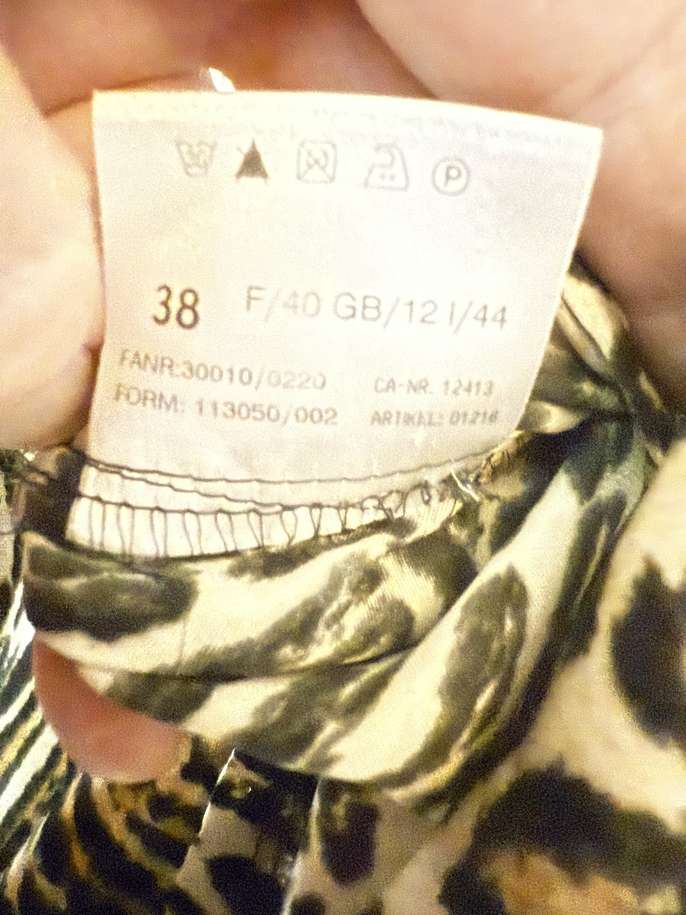 P
38 F/40 GB/12 I/44
FANR:30010/0220 CA-NR. 12413
FORM: 113050/002 ARTIKEL: 01216